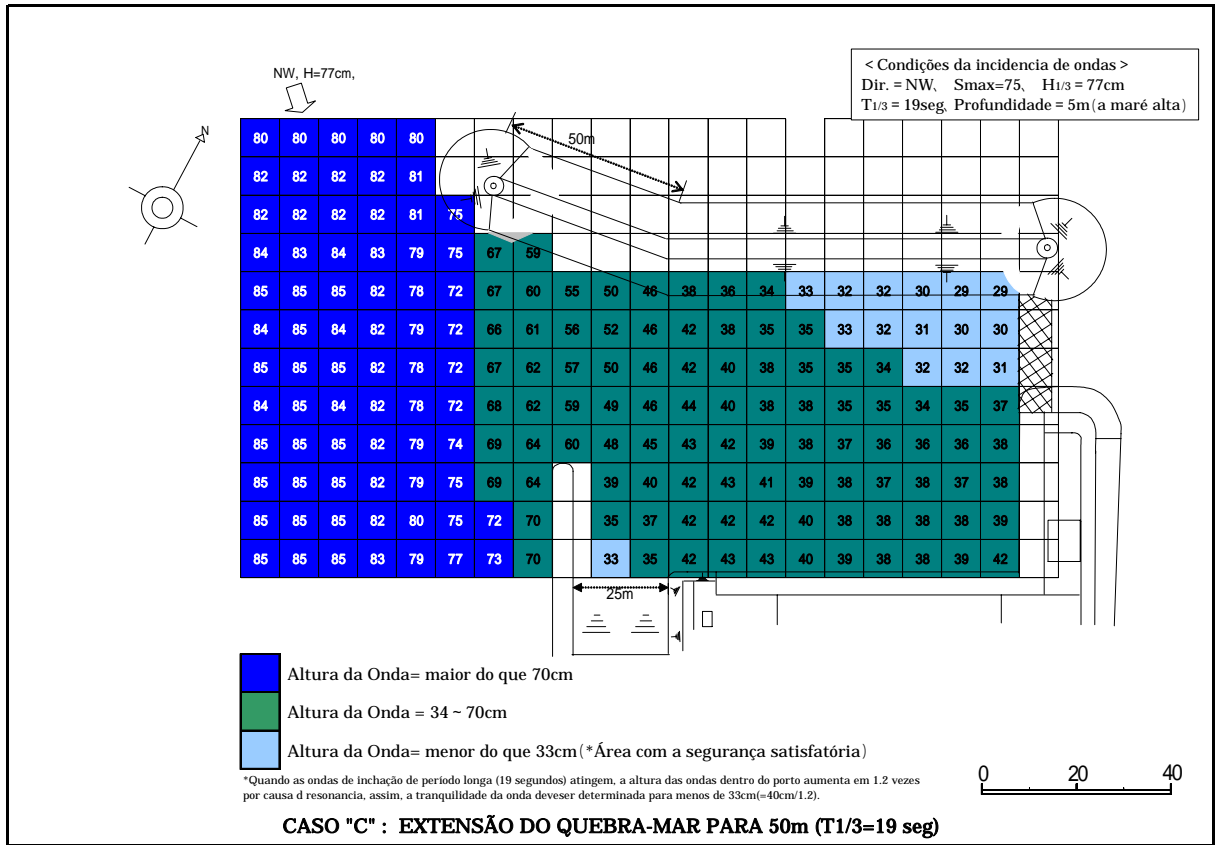 < Condições da incidencia de ondas >
Dir. = NW、 Smax=75、 H1/3 = 77cm
T1/3 = 19seg、Profundidade = 5m(a maré alta)
NW, H=77cm,
N
50m
80 80 80 80 80
82 82 82 82 81
82 82 82 82 81 75
84 83 84 83 79 75 67 59
85 85 85 82 78 72 67 60 55 50 46 38 36 34 33 32 32 30 29 29
84 85 84 82 79 72 66 61 56 52 46 42 38 35 35 33 32 31 30 30
85 85 85 82 78 72 67 62 57 50 46 42 40 38 35 35 34 32 32 31
84 85 84 82 78 72 68 62 59 49 46 44 40 38 38 35 35 34 35 37
85 85 85 82 79 74 69 64 60 48 45 43 42 39 38 37 36 36 36 38
85 85 85 82 79 75 69 64 39 40 42 43 41 39 38 37 38 37 38
85 85 85 82 80 75 72 70 35 37 42 42 42 40 38 38 38 38 39
85 85 85 83 79 77 73 70 33 35 42 43 43 40 39 38 38 39 42
25m
Altura da Onda= maior do que 70cm
Altura da Onda = 34 ~ 70cm
Altura da Onda= menor do que 33cm(*Área com a segurança satisfatória)
*Quando as ondas de inchação de período longa (19 segundos) atingem, a altura das ondas dentro do porto aumenta em 1.2 vezes
por causa d resonancia, assim, a tranquilidade da onda deveser determinada para menos de 33cm(=40cm/1.2).
0 20 40
CASO "C" : EXTENSÃO DO QUEBRA-MAR PARA 50m (T1/3=19 seg)